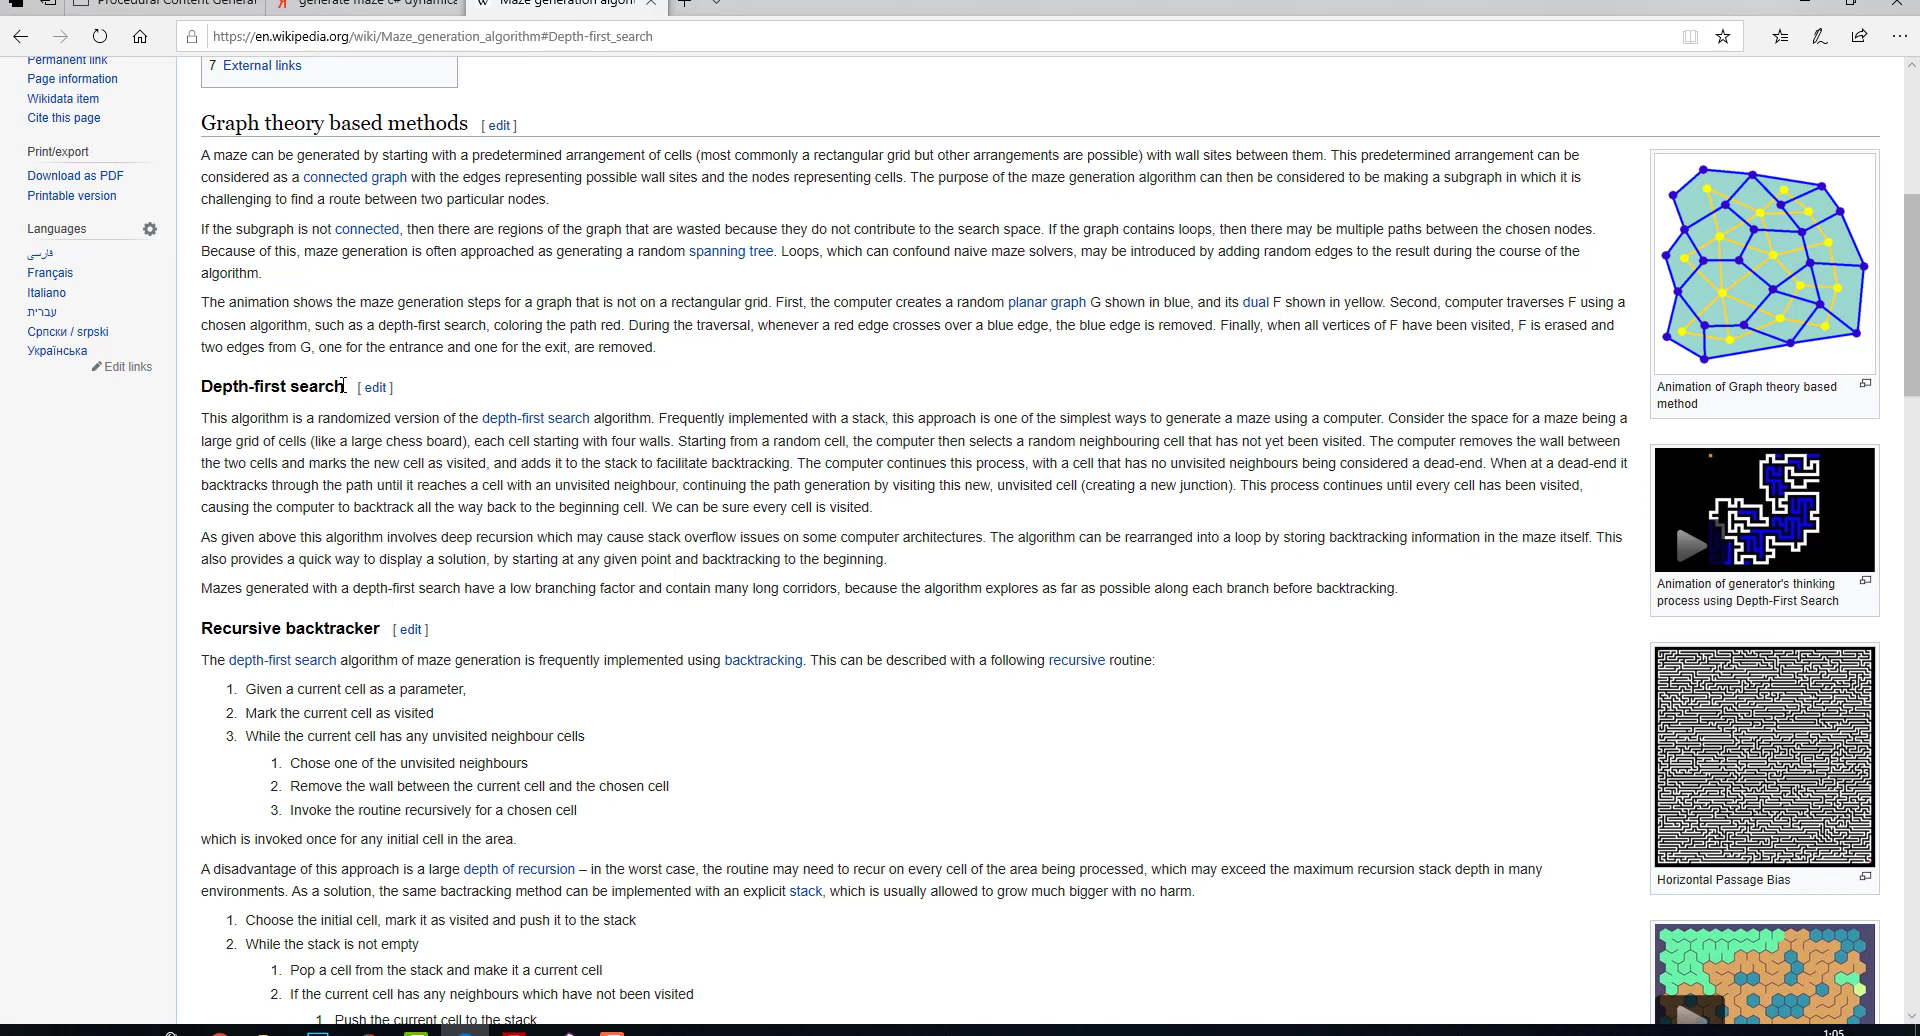 Procedural Content General
generate maze c# dynamica
W Maze generation algori
https://en.wikipedia.org/wiki/Maze_generation_algorithm#Depth-first_search
Permanent link
Page information
Wikidata item
Cite this page
Print/export
Download as PDF
Printable version
Languages
فارسی
Français
Italiano
עברית
Српски / srpski
Українська
Edit links
7 External links
Graph theory based methods [ edit ]
A maze can be generated by starting with a predetermined arrangement of cells (most commonly a rectangular grid but other arrangements are possible) with wall sites between them. This predetermined arrangement can be
considered as a connected graph with the edges representing possible wall sites and the nodes representing cells. The purpose of the maze generation algorithm can then be considered to be making a subgraph in which it is
challenging to find a route between two particular nodes.
If the subgraph is not connected, then there are regions of the graph that are wasted because they do not contribute to the search space. If the graph contains loops, then there may be multiple paths between the chosen nodes.
Because of this, maze generation is often approached as generating a random spanning tree. Loops, which can confound naive maze solvers, may be introduced by adding random edges to the result during the course of the
algorithm.
The animation shows the maze generation steps for a graph that is not on a rectangular grid. First, the computer creates a random planar graph G shown in blue, and its dual F shown in yellow. Second, computer traverses F using a
chosen algorithm, such as a depth-first search, coloring the path red. During the traversal, whenever a red edge crosses over a blue edge, the blue edge is removed. Finally, when all vertices of F have been visited, F is erased and
two edges from G, one for the entrance and one for the exit, are removed.
Depth-first search [ edit ]
This algorithm is a randomized version of the depth-first search algorithm. Frequently implemented with a stack, this approach is one of the simplest ways to generate a maze using a computer. Consider the space for a maze being a
large grid of cells (like a large chess board), each cell starting with four walls. Starting from a random cell, the computer then selects a random neighbouring cell that has not yet been visited. The computer removes the wall between
the two cells and marks the new cell as visited, and adds it to the stack to facilitate backtracking. The computer continues this process, with a cell that has no unvisited neighbours being considered a dead-end. When at a dead-end it
backtracks through the path until it reaches a cell with an unvisited neighbour, continuing the path generation by visiting this new, unvisited cell (creating a new junction). This process continues until every cell has been visited,
causing the computer to backtrack all the way back to the beginning cell. We can be sure every cell is visited.
As given above this algorithm involves deep recursion which may cause stack overflow issues on some computer architectures. The algorithm can be rearranged into a loop by storing backtracking information in the maze itself. This
also provides a quick way to display a solution, by starting at any given point and backtracking to the beginning.
Mazes generated with a depth-first search have a low branching factor and contain many long corridors, because the algorithm explores as far as possible along each branch before backtracking.
Recursive backtracker [ edit ]
The depth-first search algorithm of maze generation is frequently implemented using backtracking. This can be described with a following recursive routine:
1. Given a current cell as a parameter,
2. Mark the current cell as visited
3. While the current cell has any unvisited neighbour cells
1. Chose one of the unvisited neighbours
2. Remove the wall between the current cell and the chosen cell
3. Invoke the routine recursively for a chosen cell
which is invoked once for any initial cell in the area.
A disadvantage of this approach is a large depth of recursion – in the worst case, the routine may need to recur on every cell of the area being processed, which may exceed the maximum recursion stack depth in many
environments. As a solution, the same bactracking method can be implemented with an explicit stack, which is usually allowed to grow much bigger with no harm.
1. Choose the initial cell, mark it as visited and push it to the stack
2. While the stack is not empty
1. Pop a cell from the stack and make it a current cell
2. If the current cell has any neighbours which have not been visited
1. Push the current cell to the stack
Animation of Graph theory based
method
Animation of generator's thinking
process using Depth-First Search
Horizontal Passage Bias
1:05